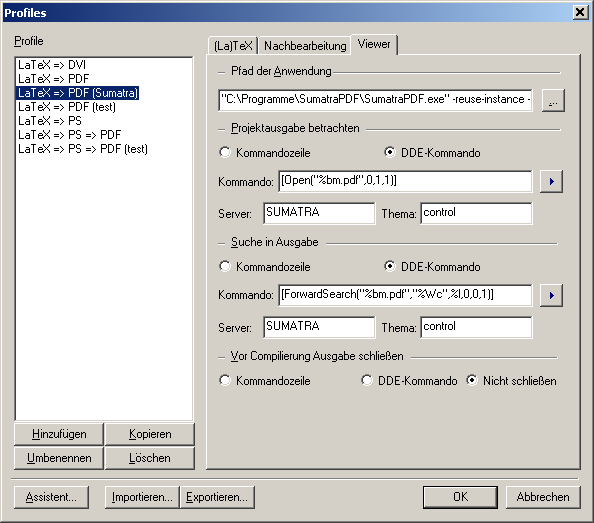 Profiles
Profile
LaTeX => DVI
LaTeX => PDF
LaTeX => PDF (Sumatra)
LaTeX => PDF (test)
LaTeX => PS
LaTeX => PS => PDF
LaTeX => PS => PDF (test)
Hinzufügen Kopieren
Umbenennen Löschen
(La)TeX Nachbearbeitung Viewer
Pfad der Anwendung
"C:\Programme\SumatraPDF\SumatraPDF.exe" -reuse-instance - ...
Projektausgabe betrachten
Kommandozeile DDE-Kommando
Kommando: [Open("%bm.pdf",0,1,1)]
Server: SUMATRA Thema: control
Suche in Ausgabe
Kommandozeile DDE-Kommando
Kommando: [ForwardSearch("%bm.pdf","%Wc",%l,0,0,1)]
Server: SUMATRA Thema: control
Vor Compilierung Ausgabe schließen
Kommandozeile DDE-Kommando Nicht schließen
Assistent... Importieren... Exportieren... OK Abbrechen